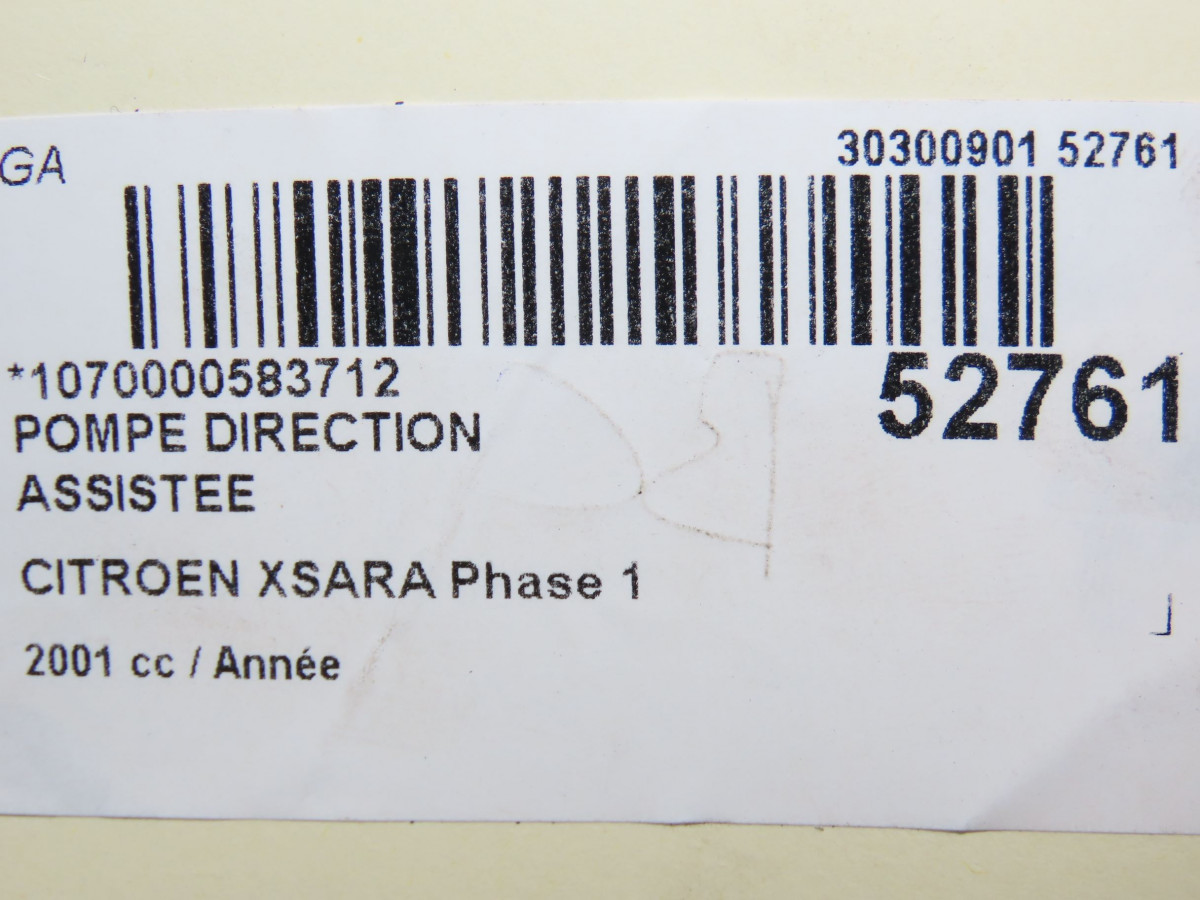 GA
30300901 52761
*1070000583712
52761
POMPE DIRECTION
ASSISTEE
CITROEN XSARA Phase 1
2001 cc / Année